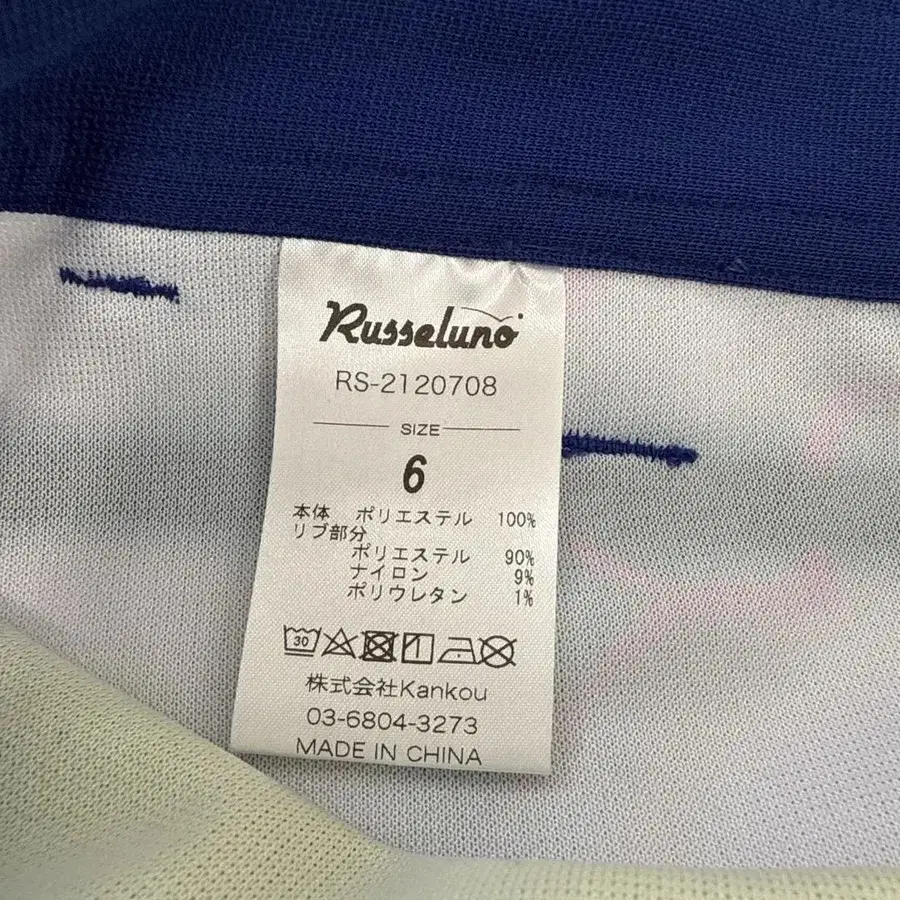 Russeluno
RS-2120708
SIZE
6
本体 ポリエステル 100%
リブ部分
ポリエステル 90%
ナイロン 9%
ポリウレタン 1%
30
株式会社Kankou
03-6804-3273
MADE IN CHINA